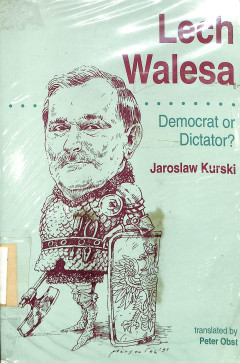 Lech
Walesa
Democrat or
Dictator?
Jaroslaw Kurski
translated by
Peter Obst